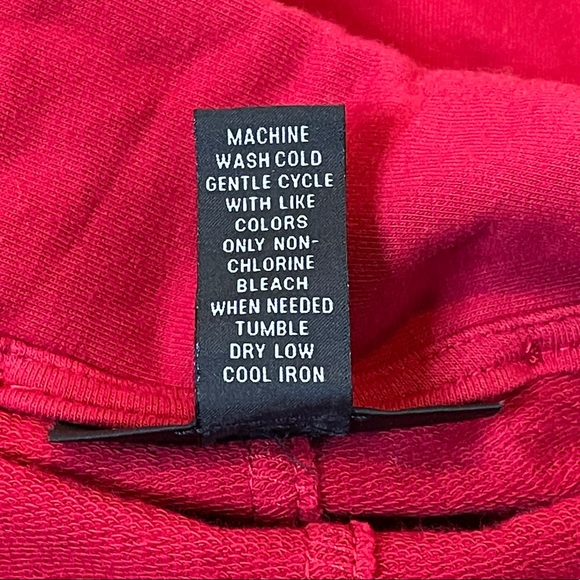 MACHINE
WASH COLD
GENTLE CYCLE
WITH LIKE
COLORS
ONLY NON-
CHLORINE
BLEACH
WHEN NEEDED
TUMBLE
DRY LOW
COOL IRON